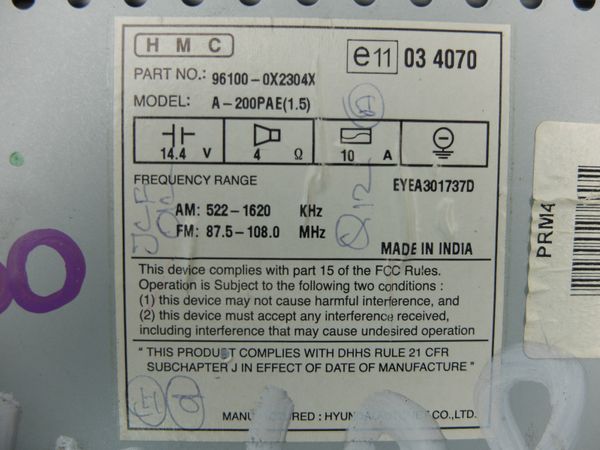 HMC
e11 03 4070
PART NO.: 96100-0X2304X
MODEL: A-200PAE(1.5)
14.4 V
4 Ω
10 A
FREQUENCY RANGE EYEA301737D
AM: 522-1620 KHz
FM: 87.5-108.0 MHz
MADE IN INDIA
This device complies with part 15 of the FCC Rules.
Operation is Subject to the following two conditions :
(1) this device may not cause harmful interference, and
(2) this device must accept any interference received,
including interference that may cause undesired operation
" THIS PRODUCT COMPLIES WITH DHHS RULE 21 CFR
SUBCHAPTER J IN EFFECT OF DATE OF MANUFACTURE "
CO.,LTD.
PRM4